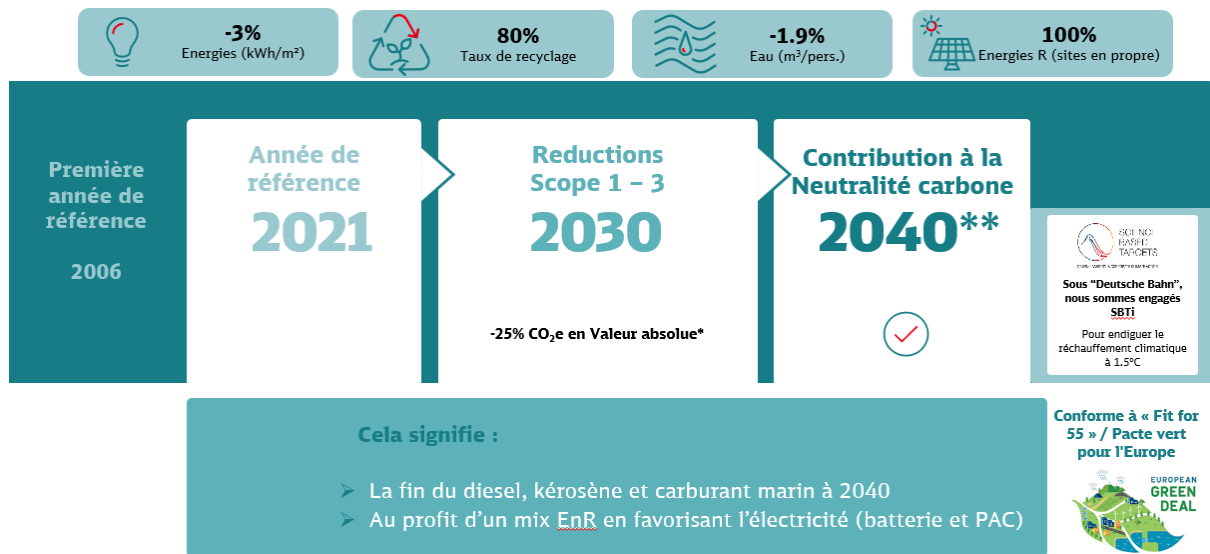 -3%
Energies (kWh/m²)
80%
Taux de recyclage
-1.9%
Eau (m³/pers.)
100%
Energies R (sites en propre)
Première
année de
référence
2006
Année de
référence
2021
Reductions
Scope 1 – 3
2030
-25% CO₂e en Valeur absolue*
Contribution à la
Neutralité carbone
2040**
SCIENCE
BASED
TARGETS
Sous “Deutsche Bahn”,
nous sommes engagés
SBTi
Pour endiguer le
réchauffement climatique
à 1.5°C
Cela signifie :
➢ La fin du diesel, kérosène et carburant marin à 2040
➢ Au profit d’un mix EnR en favorisant l’électricité (batterie et PAC)
Conforme à « Fit for
55 » / Pacte vert
pour l'Europe
EUROPEAN
GREEN
DEAL